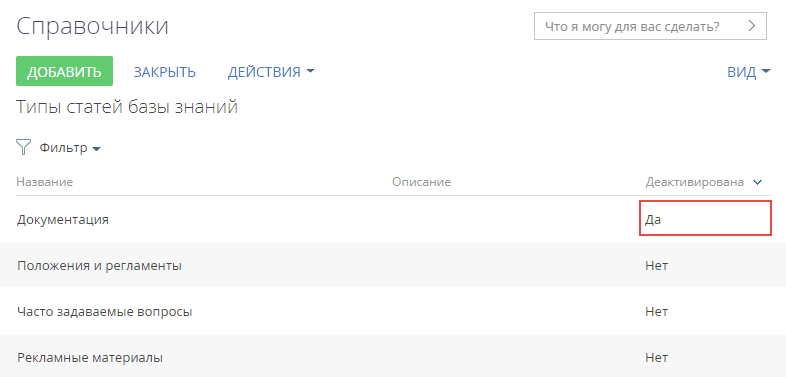 Справочники
Что я могу для вас сделать?
ДОБАВИТЬ ЗАКРЫТЬ ДЕЙСТВИЯ ВИД
Типы статей базы знаний
Фильтр
Название Описание Деактивирована
Документация Да
Положения и регламенты Нет
Часто задаваемые вопросы Нет
Рекламные материалы Нет